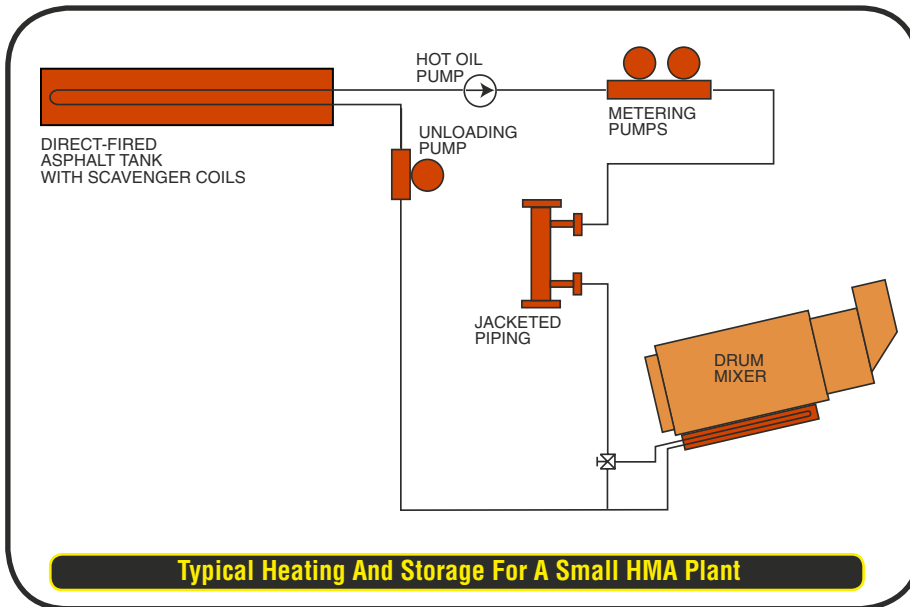 HOT OIL
PUMP
METERING
PUMPS
DIRECT-FIRED
ASPHALT TANK
WITH SCAVENGER COILS
UNLOADING
PUMP
JACKETED
PIPING
DRUM
MIXER
Typical Heating And Storage For A Small HMA Plant